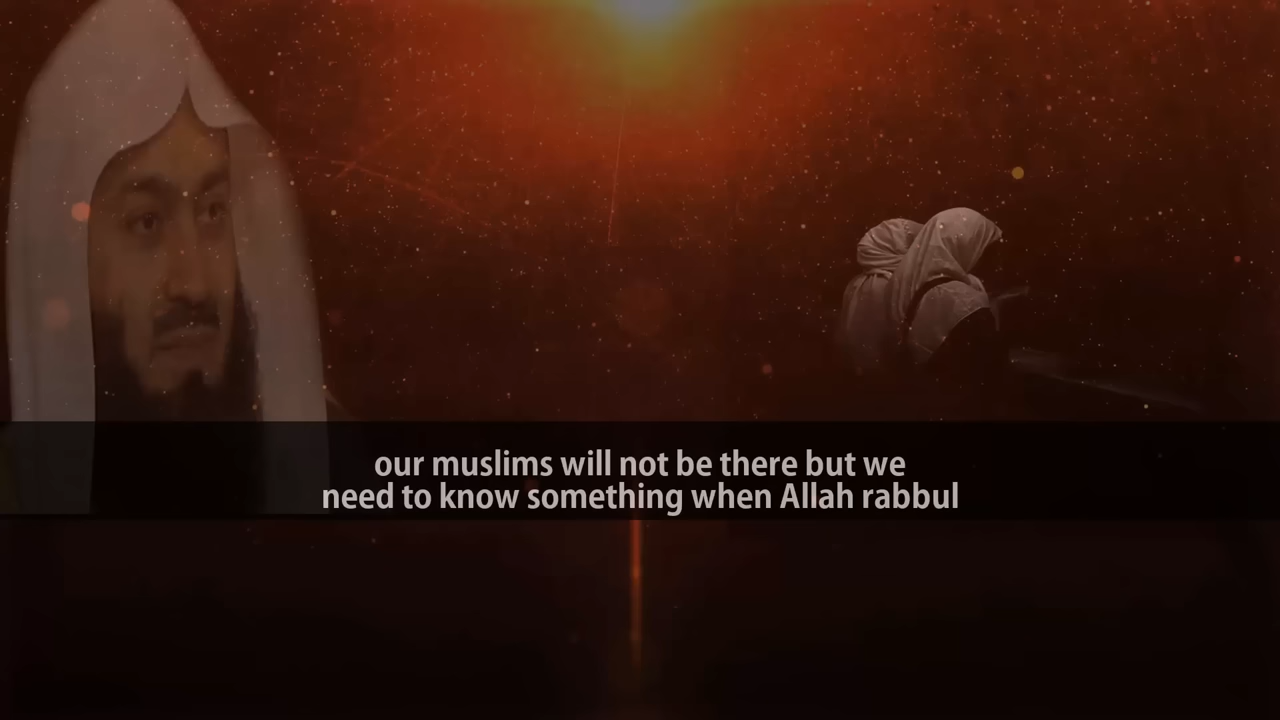 our muslims will not be there but we
need to know something when Allah rabbul